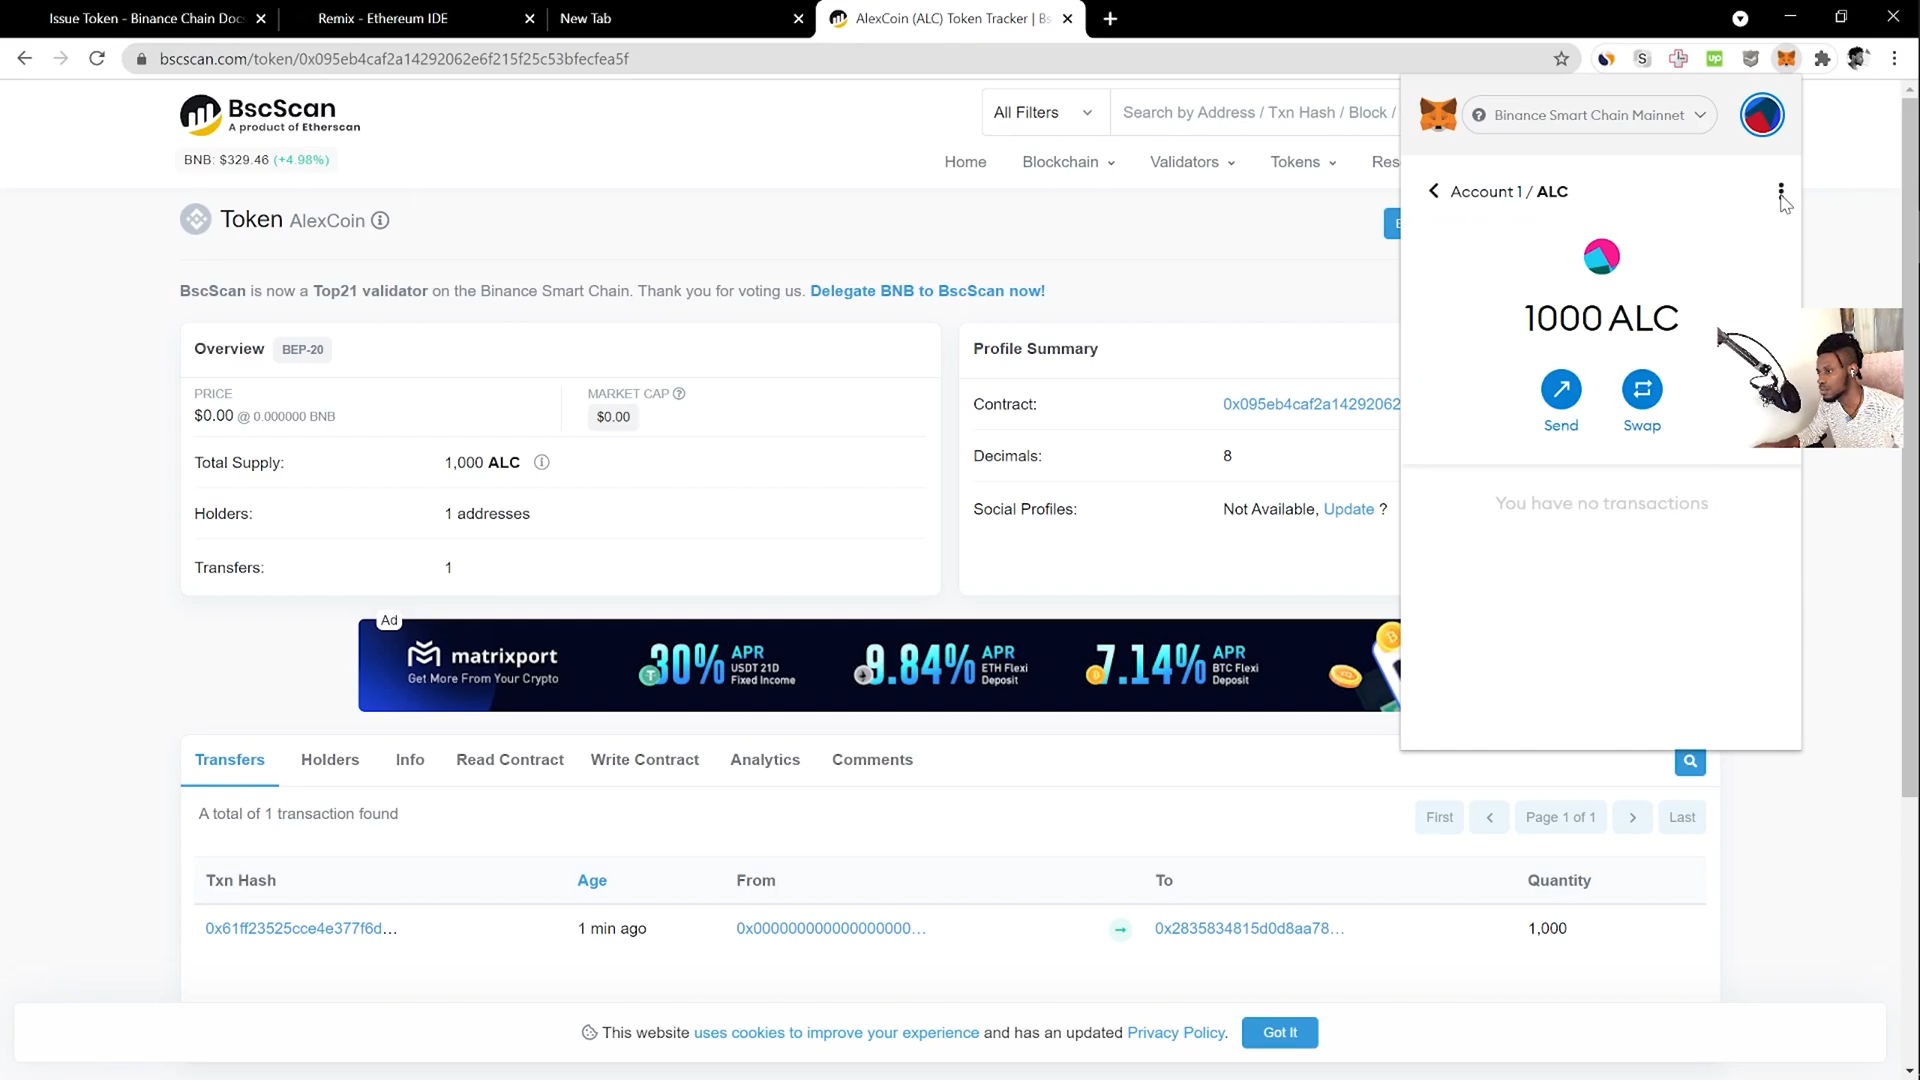 Issue Token - Binance Chain Doc
Remix - Ethereum IDE
New Tab
AlexCoin (ALC) Token Tracker | Bs
bscscan.com/token/0x095eb4caf2a14292062e6f215f25c53bfecfea5f
BscScan
A product of Etherscan
BNB: $329.46 (+4.98%)
All Filters
Search by Address / Txn Hash / Block /
Home
Blockchain
Validators
Tokens
Res
Token AlexCoin
BscScan is now a Top21 validator on the Binance Smart Chain. Thank you for voting us. Delegate BNB to BscScan now!
Overview BEP-20
PRICE
$0.00 @ 0.000000 BNB
MARKET CAP
$0.00
Total Supply: 1,000 ALC
Holders: 1 addresses
Transfers: 1
Profile Summary
Contract: 0x095eb4caf2a14292062
Decimals: 8
Social Profiles: Not Available, Update ?
Binance Smart Chain Mainnet
Account 1 / ALC
1000 ALC
Send
Swap
You have no transactions
Ad
matrixport
Get More From Your Crypto
30% APR
USDT 21D
Fixed Income
9.84% APR
ETH Flexi
Deposit
7.14% APR
BTC Flexi
Deposit
Transfers
Holders
Info
Read Contract
Write Contract
Analytics
Comments
A total of 1 transaction found
First
Page 1 of 1
Last
Txn Hash
Age
From
To
Quantity
0x61ff23525cce4e377f6d...
1 min ago
0x000000000000000000...
0x2835834815d0d8aa78...
1,000
This website uses cookies to improve your experience and has an updated Privacy Policy.
Got It